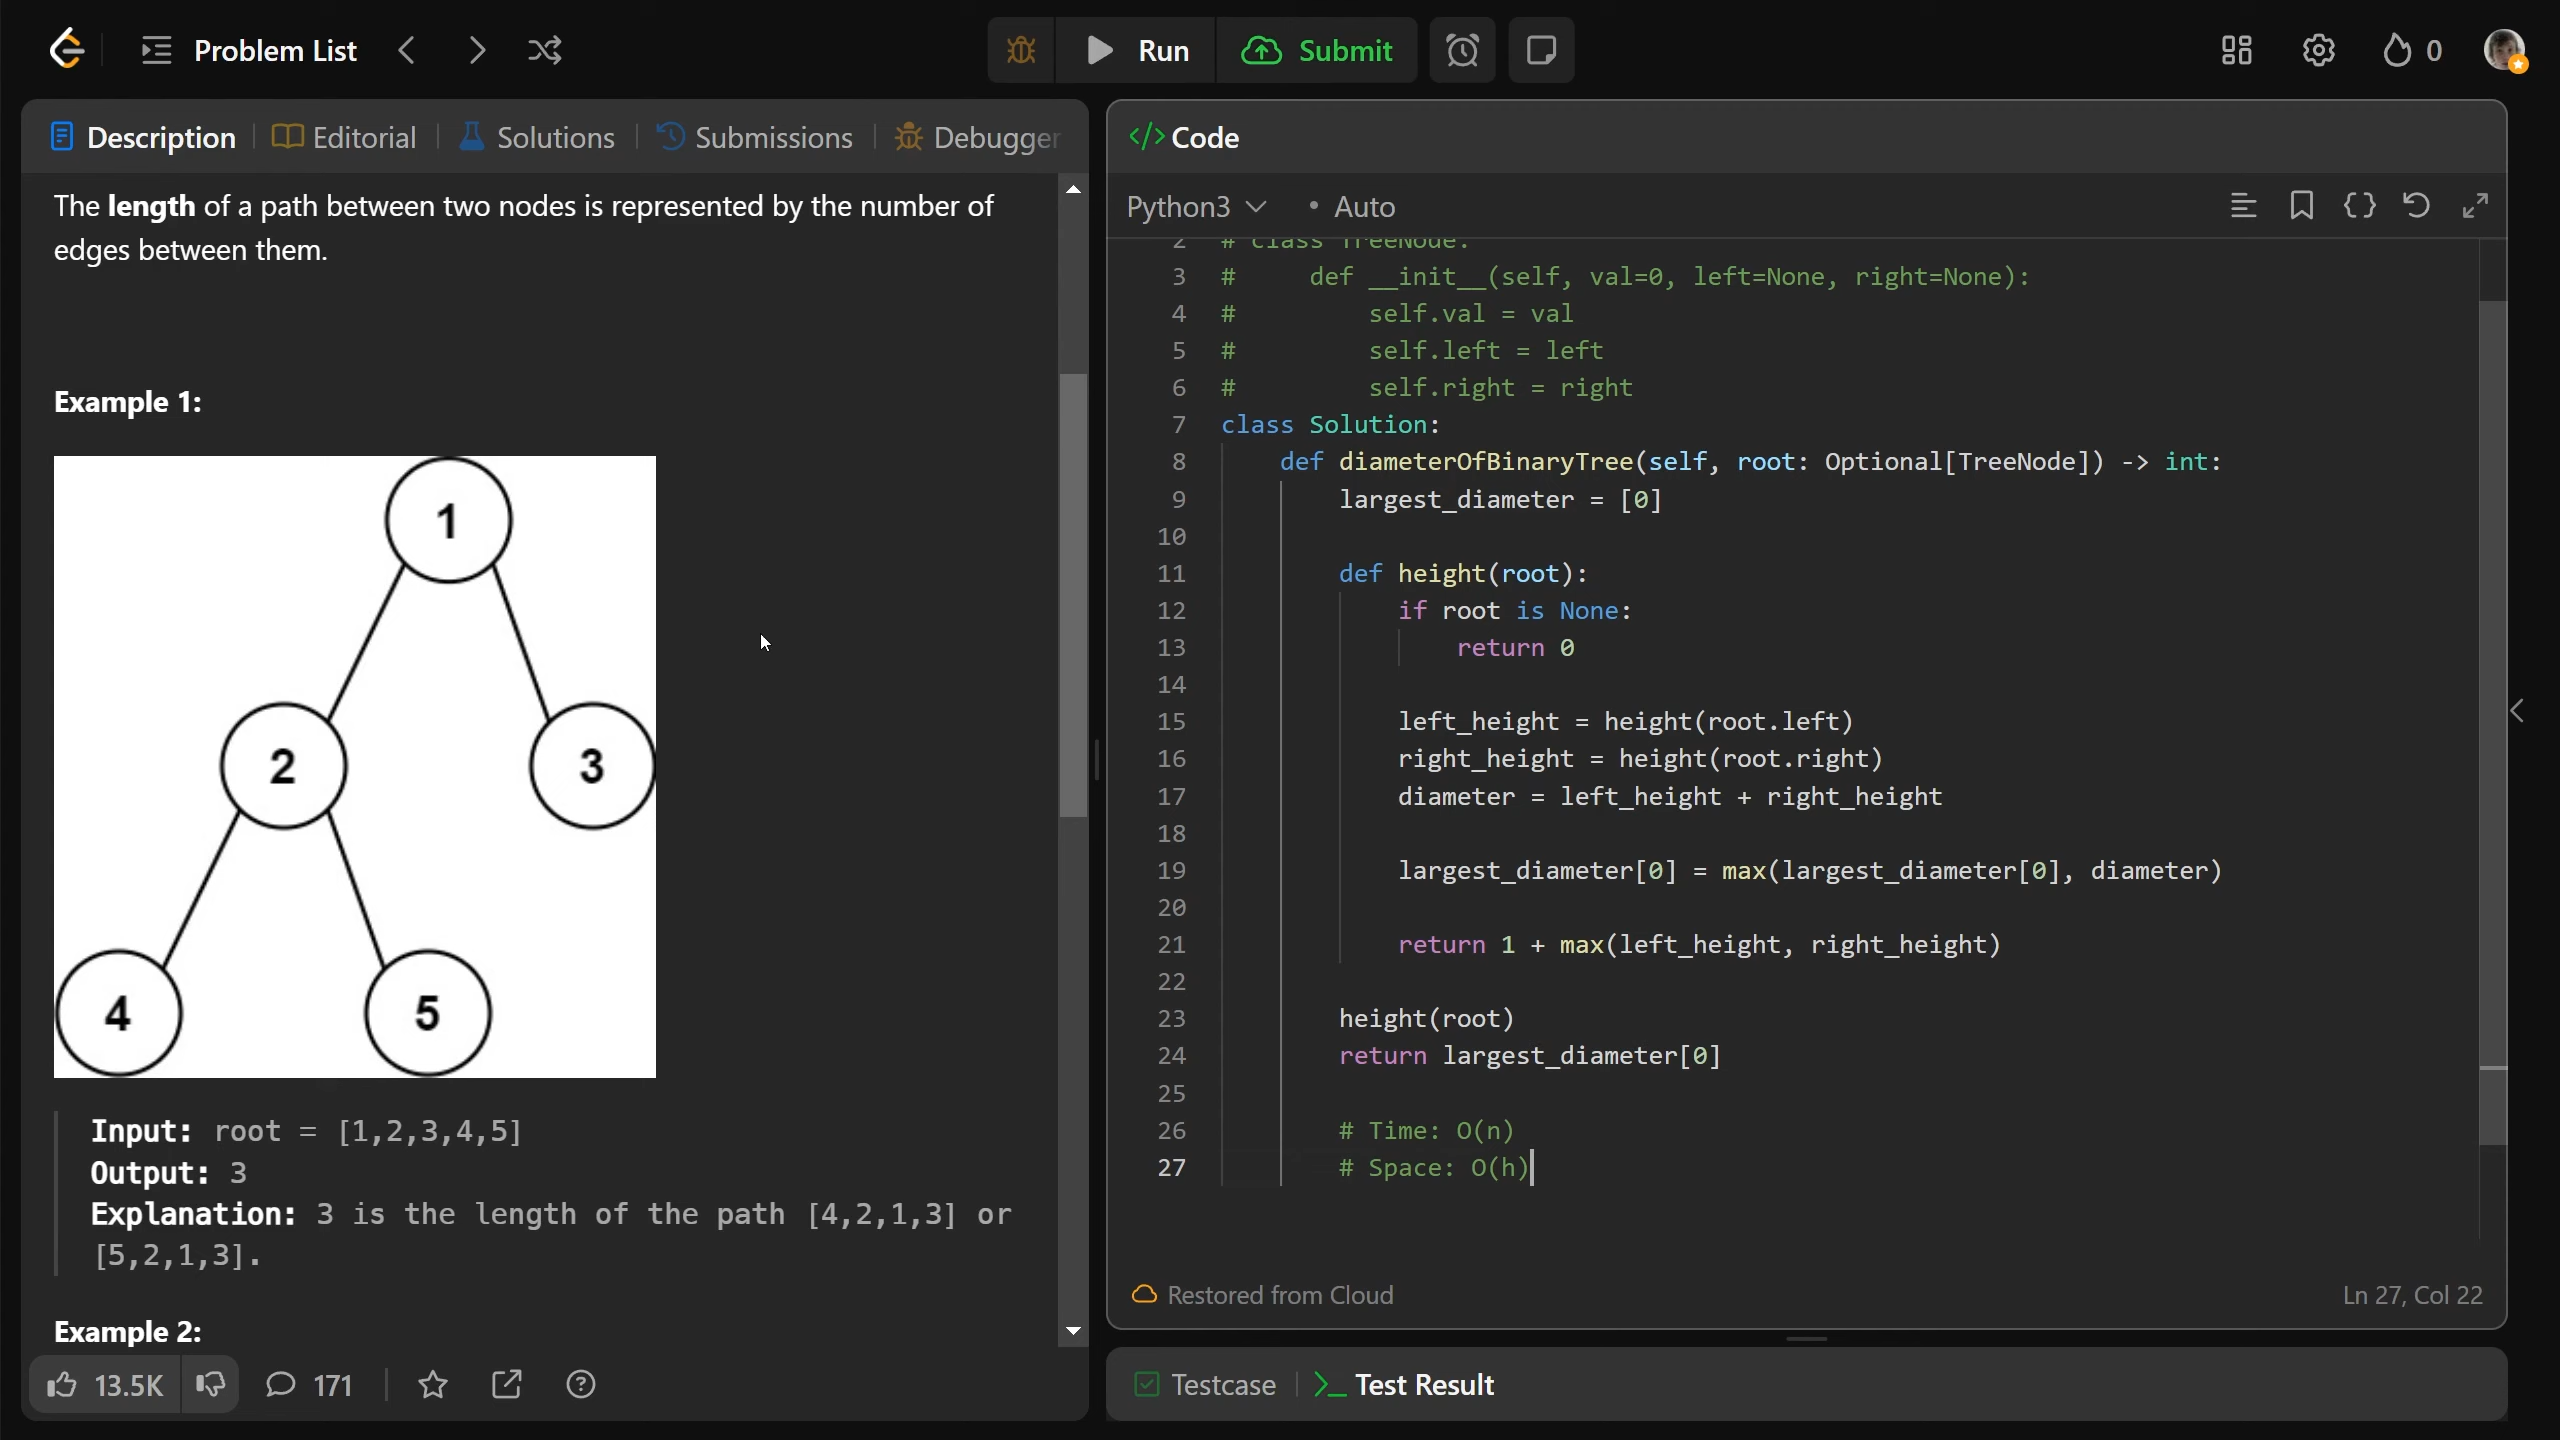 Problem List
Run
Submit
0
Description
Editorial
Solutions
Submissions
Debugger
The length of a path between two nodes is represented by the number of
edges between them.
Example 1:
1
2
3
4
5
Input: root = [1,2,3,4,5]
Output: 3
Explanation: 3 is the length of the path [4,2,1,3] or
[5,2,1,3].
Example 2:
13.5K
171
</> Code
Python3
• Auto
2 # class TreeNode:
3 #     def __init__(self, val=0, left=None, right=None):
4 #         self.val = val
5 #         self.left = left
6 #         self.right = right
7 class Solution:
8     def diameterOfBinaryTree(self, root: Optional[TreeNode]) -> int:
9         largest_diameter = [0]
10
11         def height(root):
12             if root is None:
13                 return 0
14
15             left_height = height(root.left)
16             right_height = height(root.right)
17             diameter = left_height + right_height
18
19             largest_diameter[0] = max(largest_diameter[0], diameter)
20
21             return 1 + max(left_height, right_height)
22
23         height(root)
24         return largest_diameter[0]
25
26         # Time: O(n)
27         # Space: O(h)
Restored from Cloud
Ln 27, Col 22
Testcase
Test Result